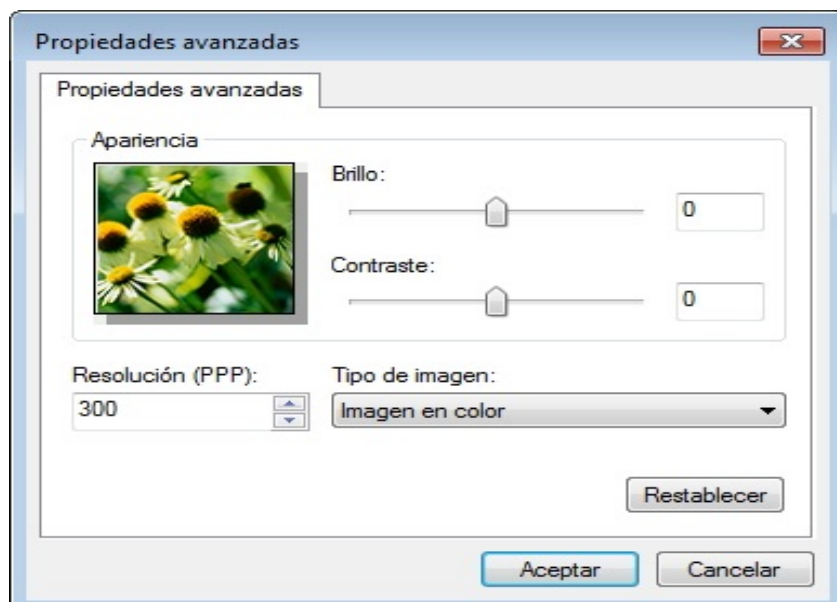 Propiedades avanzadas
Propiedades avanzadas
Apariencia
Brillo:
0
Contraste:
0
Resolución (PPP):
Tipo de imagen:
300
Imagen en color
Restablecer
Aceptar
Cancelar